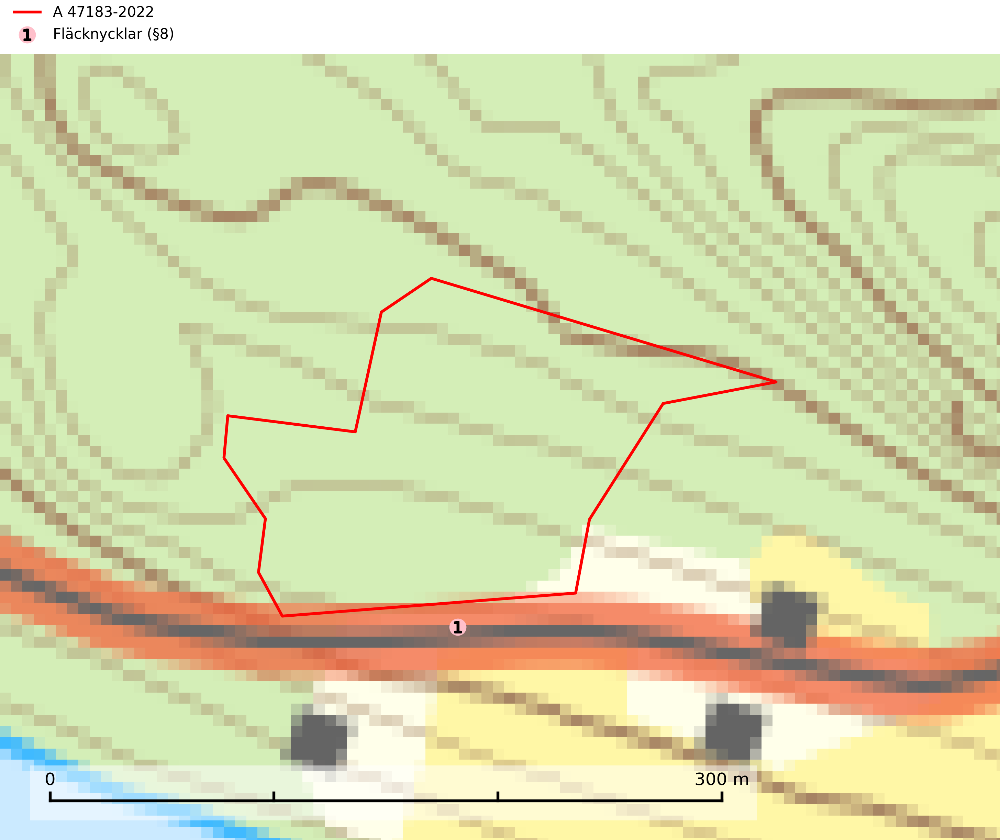 A 47183-2022
1 Fläcknycklar (§8)
1
0 300 m